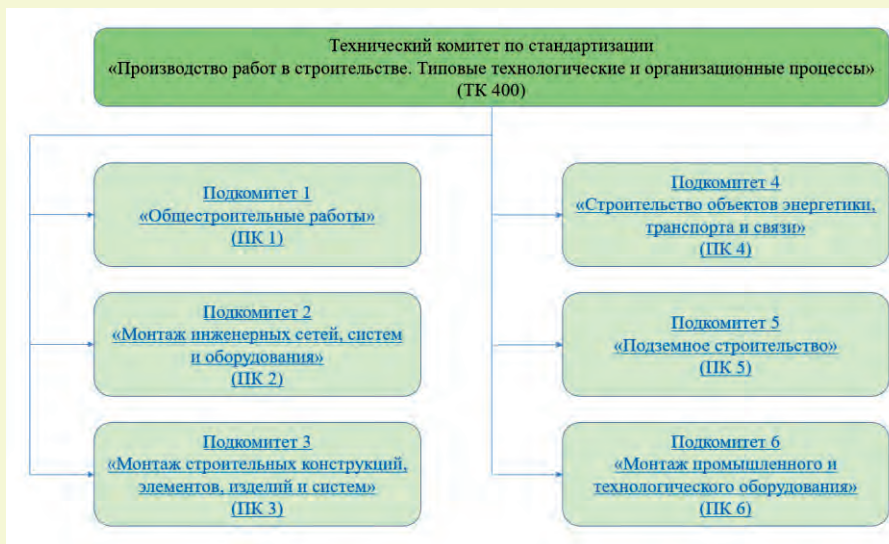 Технический комитет по стандартизации
«Производство работ в строительстве. Типовые технологические и организационные процессы»
(ТК 400)
Подкомитет 1
«Общестроительные работы»
(ПК 1)
Подкомитет 2
«Монтаж инженерных сетей, систем
и оборудования»
(ПК 2)
Подкомитет 3
«Монтаж строительных конструкций,
элементов, изделий и систем»
(ПК 3)
Подкомитет 4
«Строительство объектов энергетики,
транспорта и связи»
(ПК 4)
Подкомитет 5
«Подземное строительство»
(ПК 5)
Подкомитет 6
«Монтаж промышленного и
технологического оборудования»
(ПК 6)